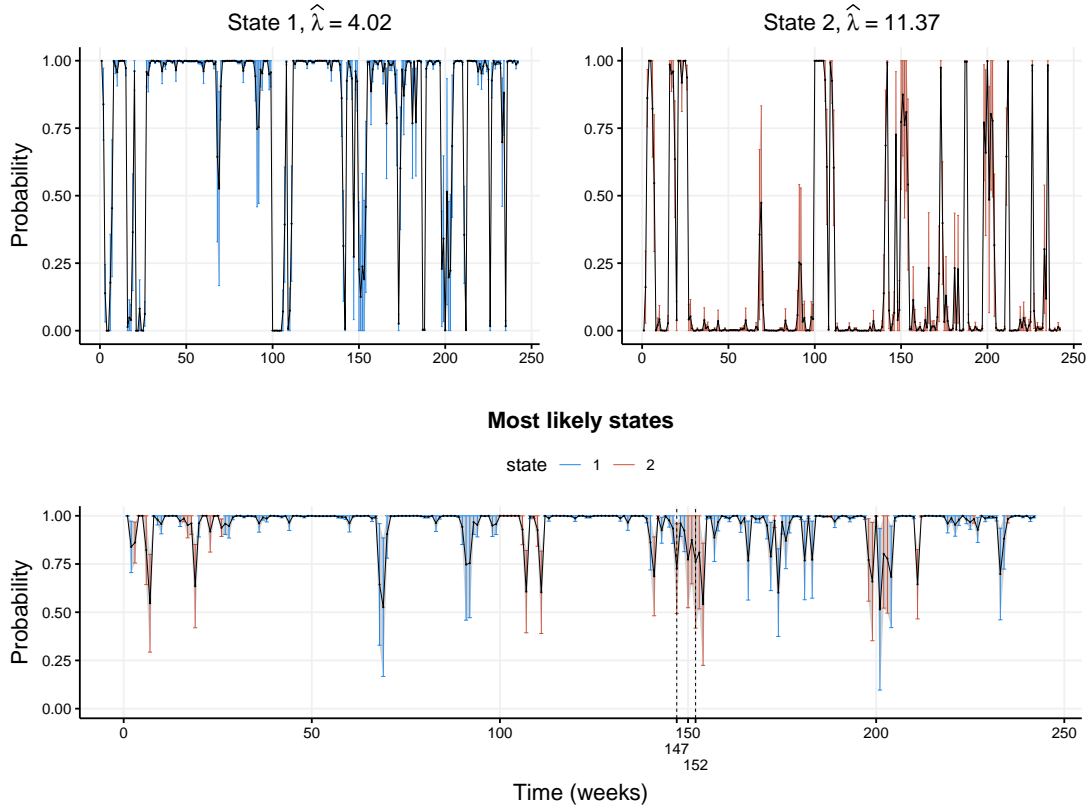 State 1, λ̂ = 4.02
State 2, λ̂ = 11.37
Probability
1.00
0.75
0.50
0.25
0.00
0 50 100 150 200 250
1.00
0.75
0.50
0.25
0.00
0 50 100 150 200 250
Most likely states
state 1 2
Probability
1.00
0.75
0.50
0.25
0.00
0 50 100 150 200 250
147
152
Time (weeks)